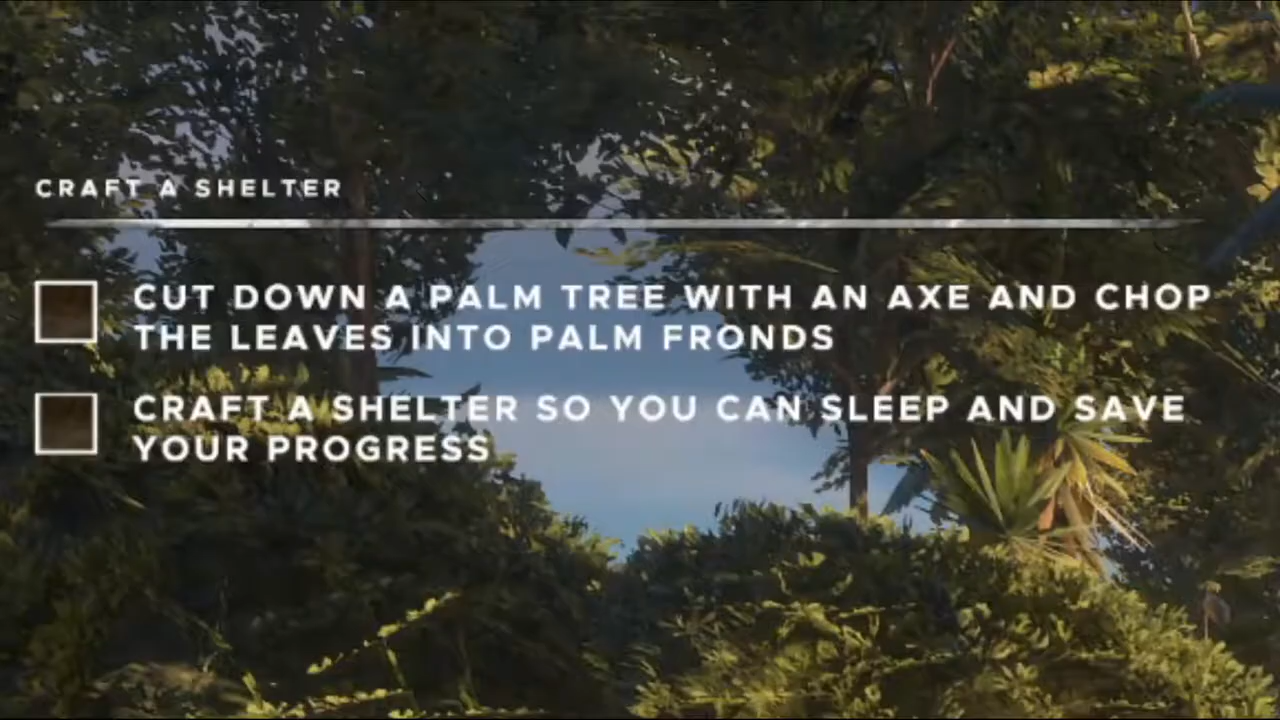 CRAFT A SHELTER
CUT DOWN A PALM TREE WITH AN AXE AND CHOP
THE LEAVES INTO PALM FRONDS
CRAFT A SHELTER SO YOU CAN SLEEP AND SAVE
YOUR PROGRESS